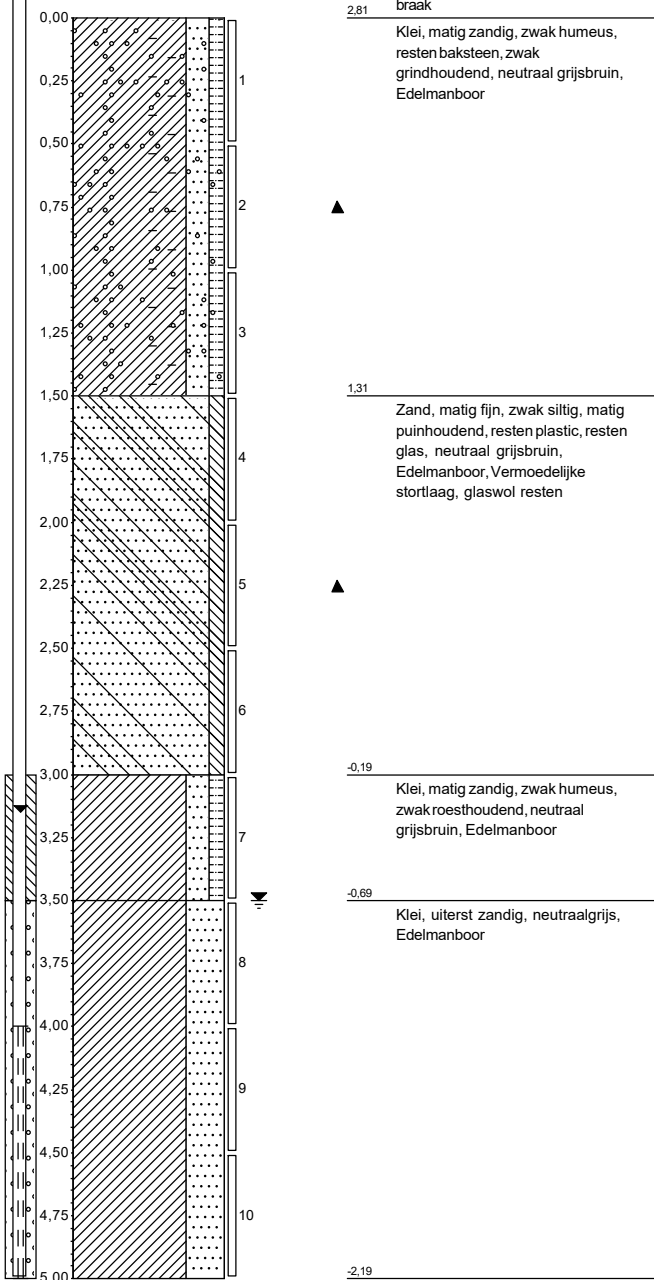 braak
2,81
0,00
Klei, matig zandig, zwak humeus,
resten baksteen, zwak
grindhoudend, neutraal grijsbruin,
Edelmanboor
0,25
1
0,50
0,75
2
1,00
1,25
3
1,50
1,31
Zand, matig fijn, zwak siltig, matig
puinhoudend, resten plastic, resten
glas, neutraal grijsbruin,
Edelmanboor, Vermoedelijke
stortlaag, glaswol resten
1,75
4
2,00
2,25
5
2,50
2,75
6
3,00
-0,19
Klei, matig zandig, zwak humeus,
zwak roesthoudend, neutraal
grijsbruin, Edelmanboor
3,25
7
3,50
-0,69
Klei, uiterst zandig, neutraalgrijs,
Edelmanboor
3,75
8
4,00
4,25
9
4,50
4,75
10
5,00
-2,19